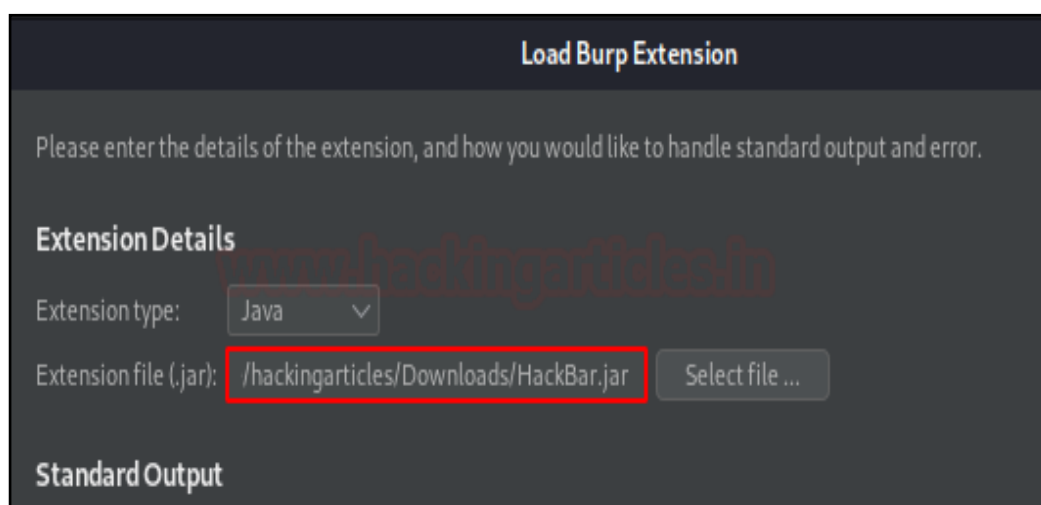 Load Burp Extension
Please enter the details of the extension, and how you would like to handle standard output and error.
Extension Details
www.hackingarticles.in
Extension type: Java
Extension file (.jar): /hackingarticles/Downloads/HackBar.jar Select file ...
Standard Output